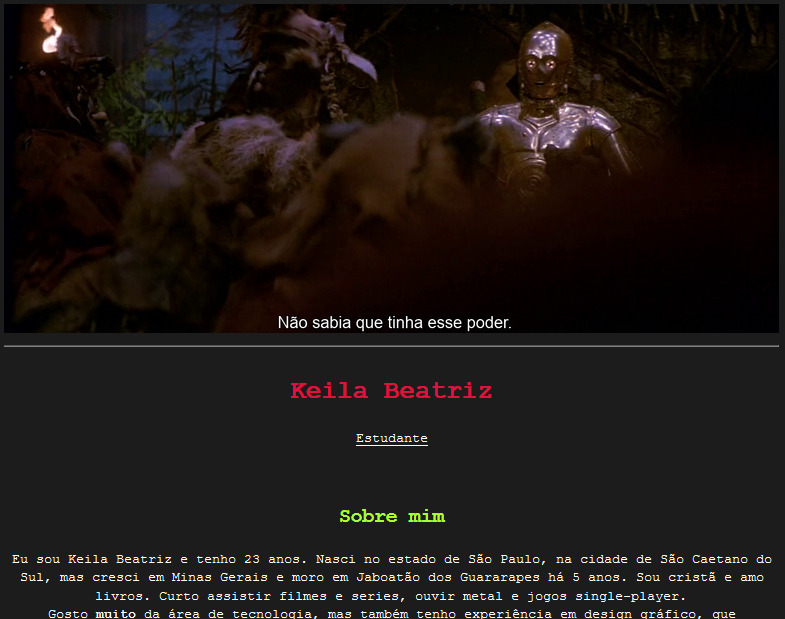 Não sabia que tinha esse poder.
Keila Beatriz
Estudante
Sobre mim
Eu sou Keila Beatriz e tenho 23 anos. Nasci no estado de São Paulo, na cidade de São Caetano do
Sul, mas cresci em Minas Gerais e moro em Jaboatão dos Guararapes há 5 anos. Sou cristã e amo
livros. Curto assistir filmes e series, ouvir metal e jogos single-player.
Gosto muito da área de tecnologia, mas também tenho experiência em design gráfico, que